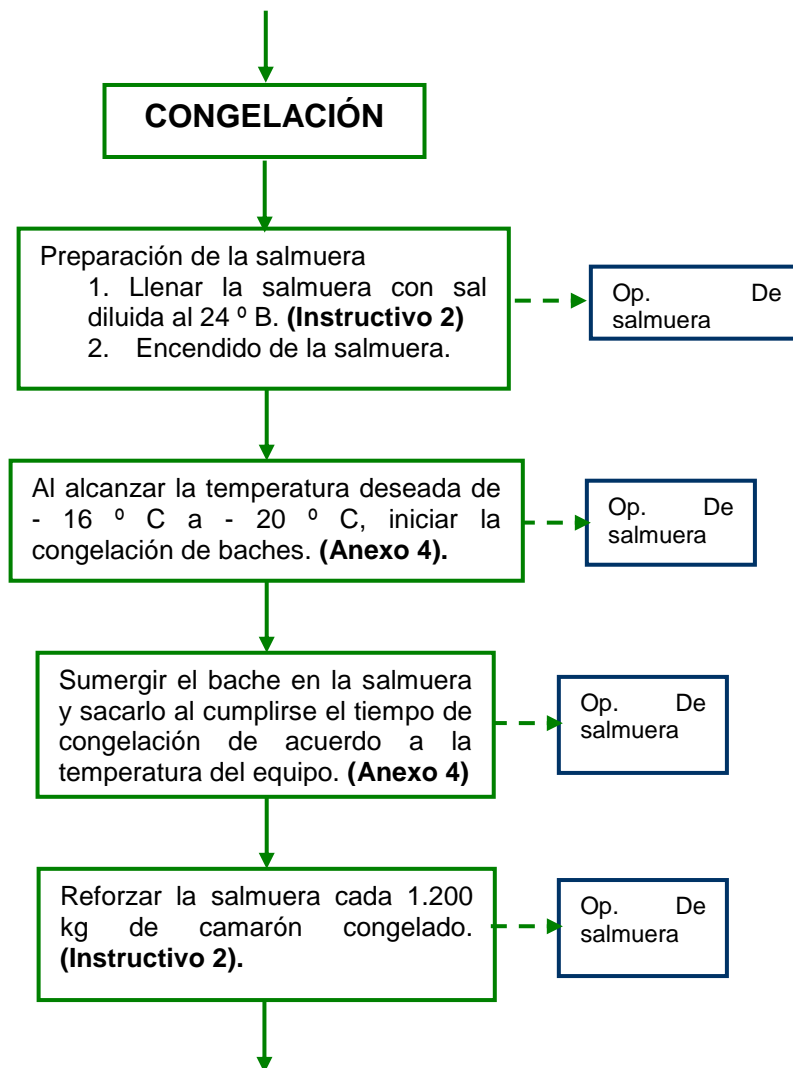 CONGELACIÓN
Preparación de la salmuera
1. Llenar la salmuera con sal
diluida al 24 º B. (Instructivo 2)
2. Encendido de la salmuera.
Op. De
salmuera
Al alcanzar la temperatura deseada de
- 16 º C a - 20 º C, iniciar la
congelación de baches. (Anexo 4).
Op. De
salmuera
Sumergir el bache en la salmuera
y sacarlo al cumplirse el tiempo de
congelación de acuerdo a la
temperatura del equipo. (Anexo 4)
Op. De
salmuera
Reforzar la salmuera cada 1.200
kg de camarón congelado.
(Instructivo 2).
Op. De
salmuera